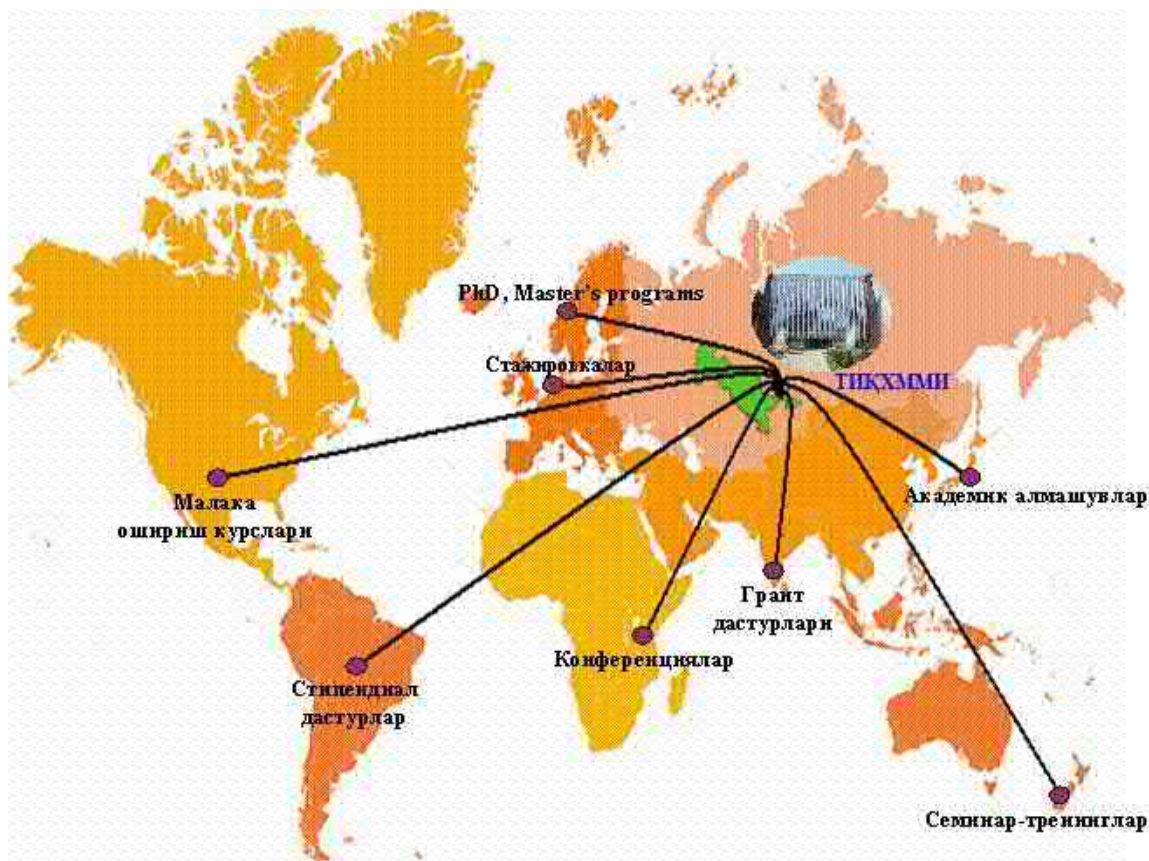 PhD, Master's programs
Стажировкалар
ТИҚХММИ
Малака
ошириш курслари
Академик алмашувлар
Грант
дастурлари
Конференциялар
Стипендиал
дастурлар
Семинар-тренинглар